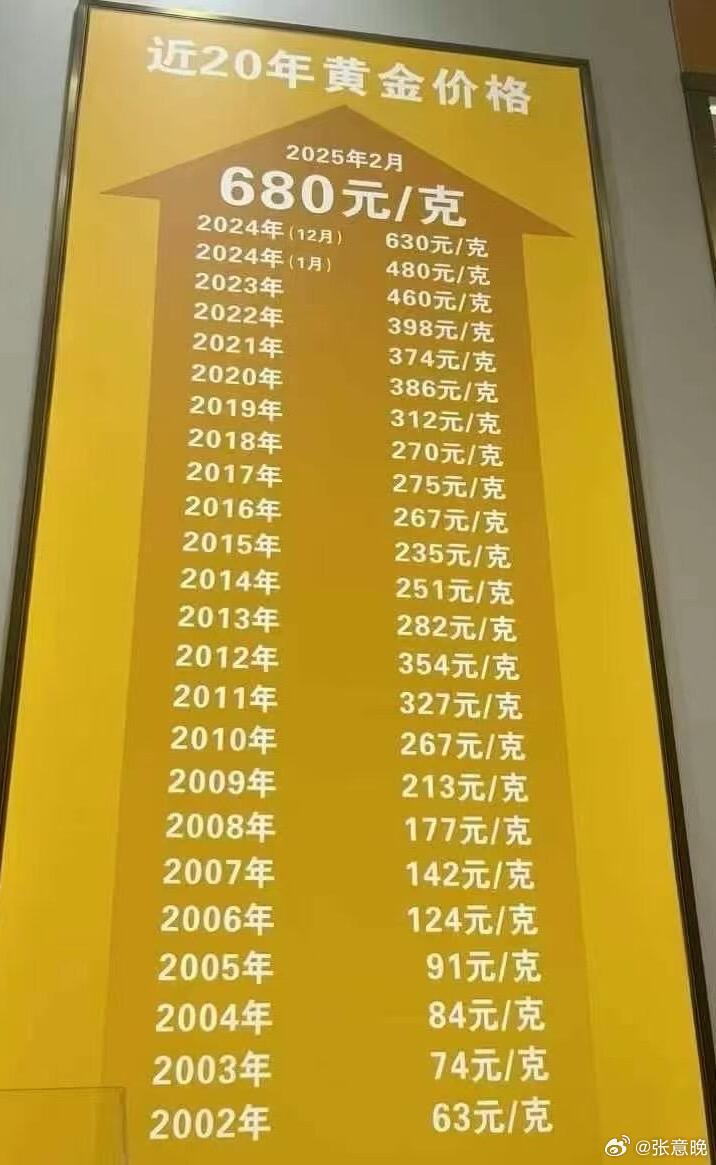 近20年黄金价格
2025年2月
680元/克
2024年(12月) 630元/克
2024年(1月) 480元/克
2023年 460元/克
2022年 398元/克
2021年 374元/克
2020年 386元/克
2019年 312元/克
2018年 270元/克
2017年 275元/克
2016年 267元/克
2015年 235元/克
2014年 251元/克
2013年 282元/克
2012年 354元/克
2011年 327元/克
2010年 267元/克
2009年 213元/克
2008年 177元/克
2007年 142元/克
2006年 124元/克
2005年 91元/克
2004年 84元/克
2003年 74元/克
2002年 63元/克
@张意晚